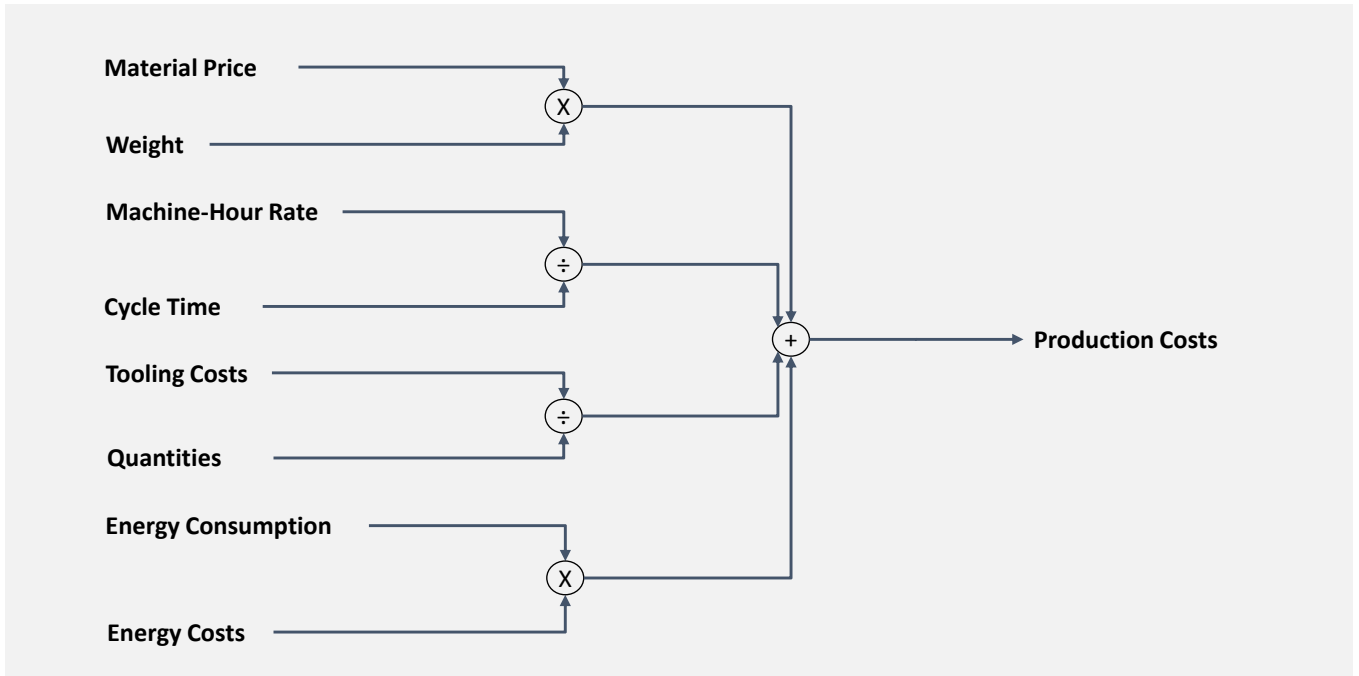 Material Price
X
Weight
Machine-Hour Rate
÷
Cycle Time
+
Production Costs
Tooling Costs
÷
Quantities
Energy Consumption
X
Energy Costs